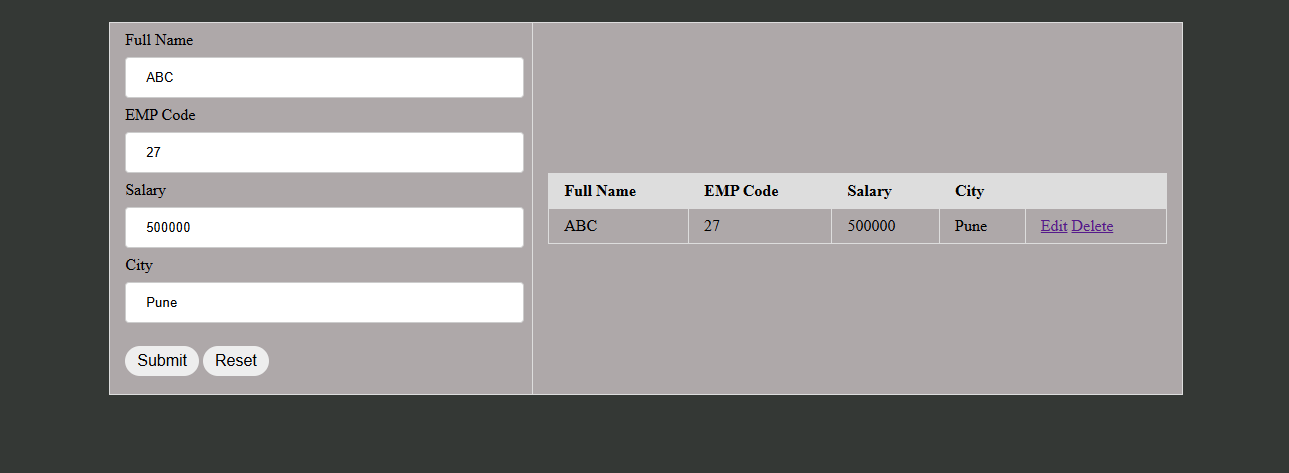 Full Name
ABC
EMP Code
27
Salary
500000
City
Pune
Submit Reset
Full Name EMP Code Salary City
ABC 27 500000 Pune Edit Delete